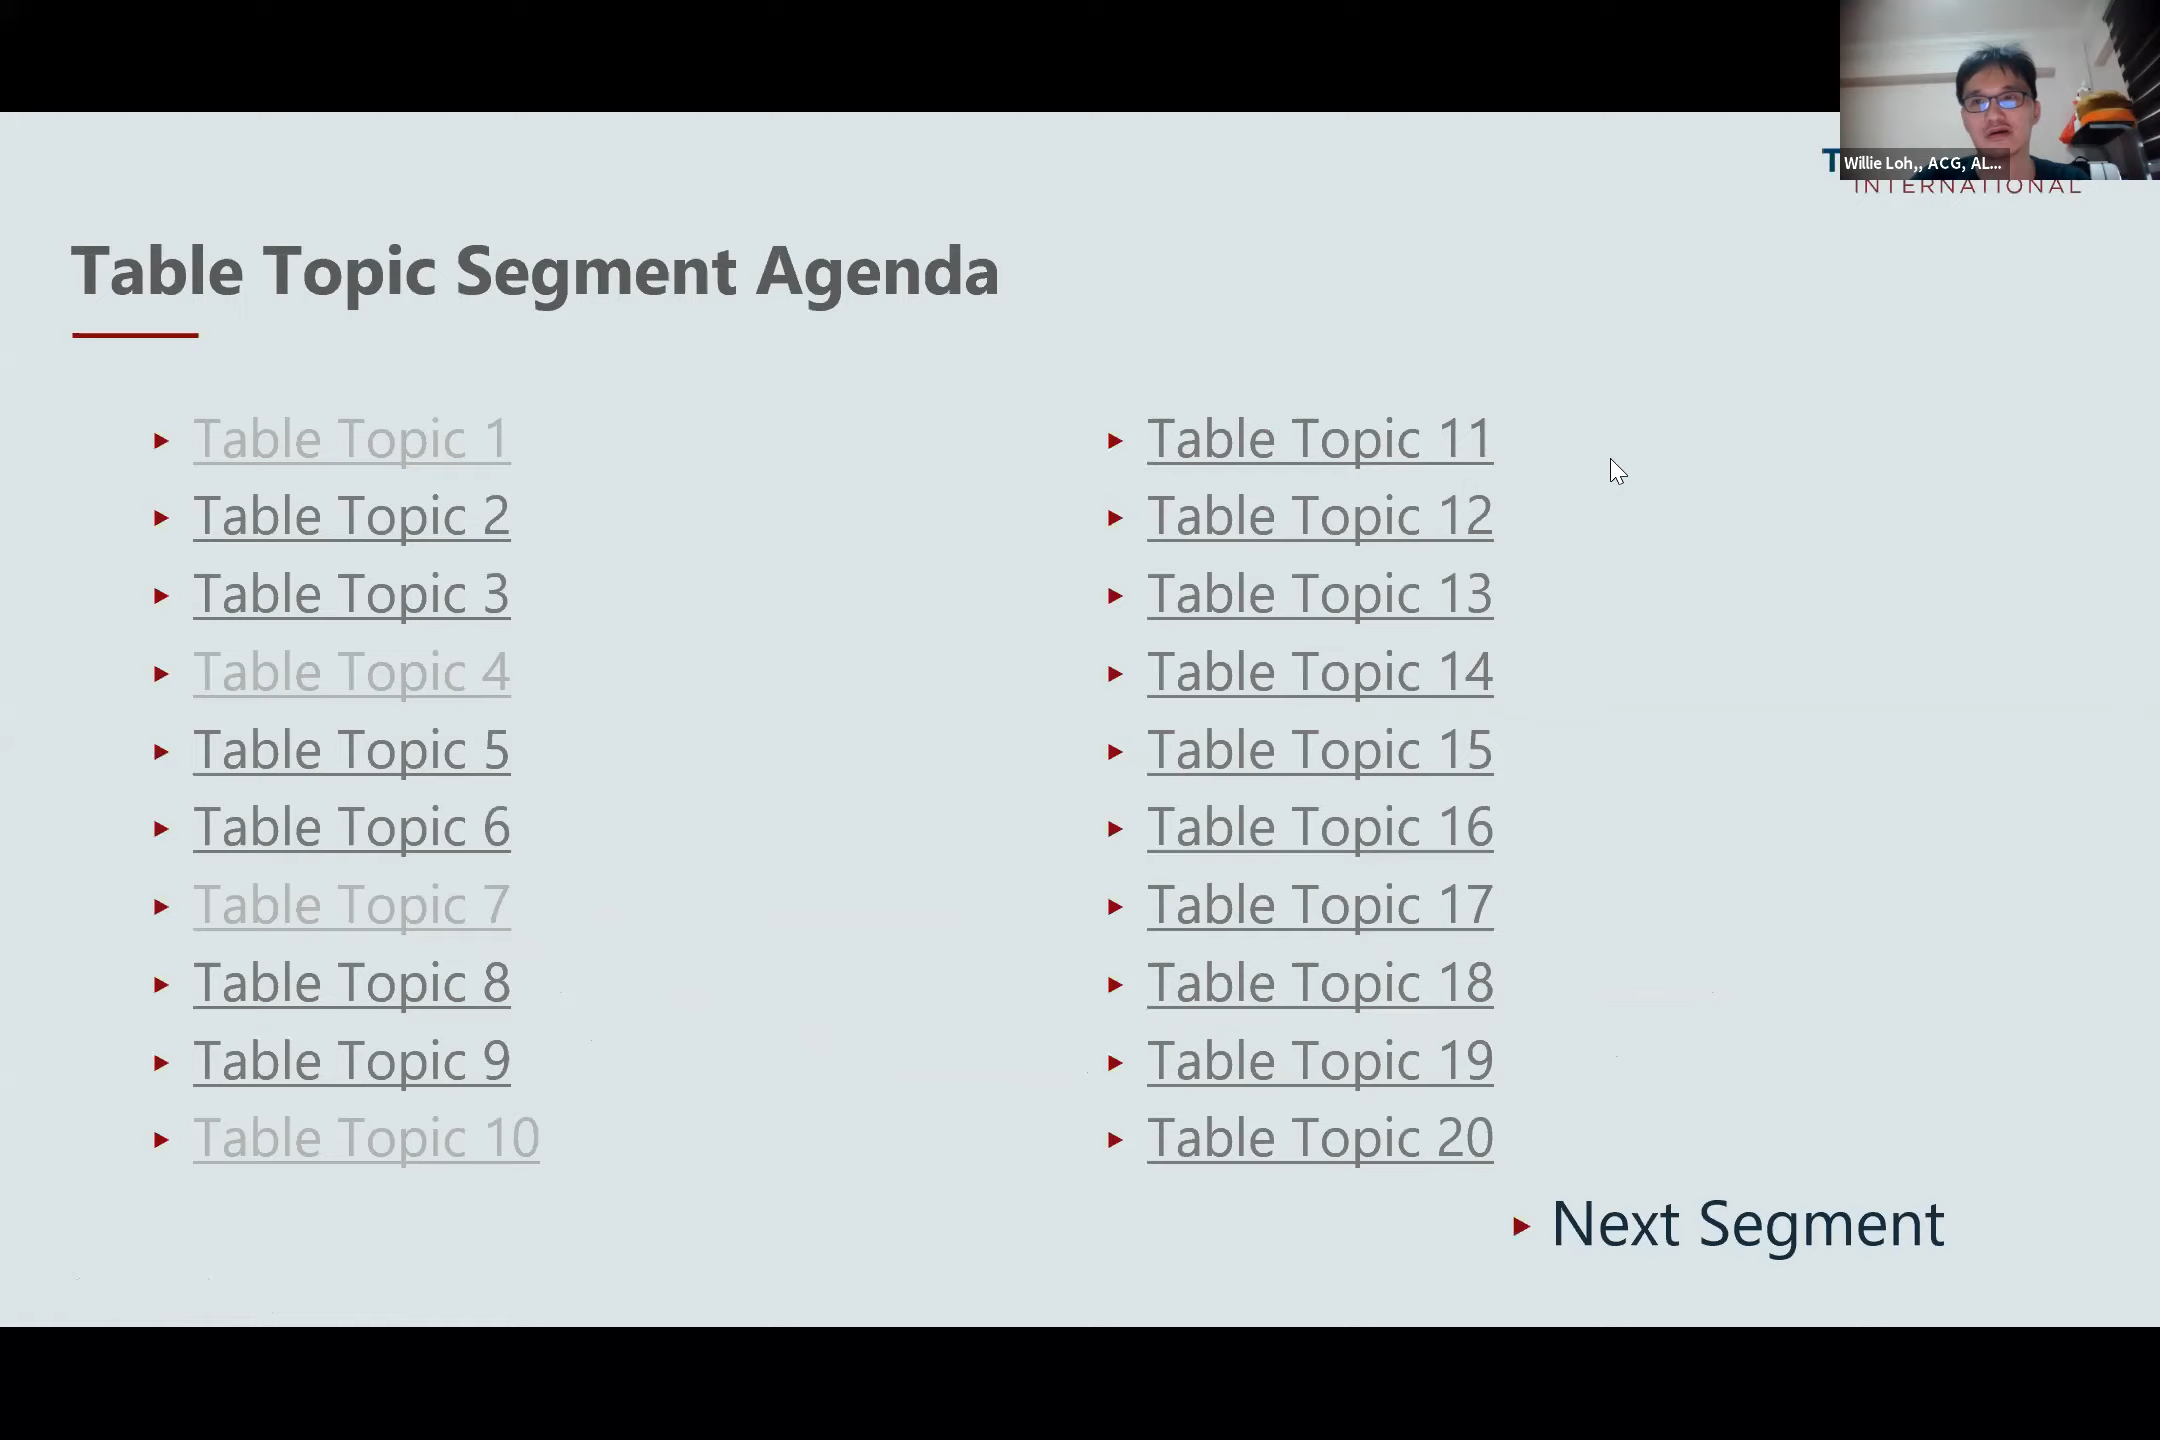 Willie Loh,, ACG, AL...
T
INTERNATIONAL
Table Topic Segment Agenda
Table Topic 1
Table Topic 2
Table Topic 3
Table Topic 4
Table Topic 5
Table Topic 6
Table Topic 7
Table Topic 8
Table Topic 9
Table Topic 10
Table Topic 11
Table Topic 12
Table Topic 13
Table Topic 14
Table Topic 15
Table Topic 16
Table Topic 17
Table Topic 18
Table Topic 19
Table Topic 20
Next Segment